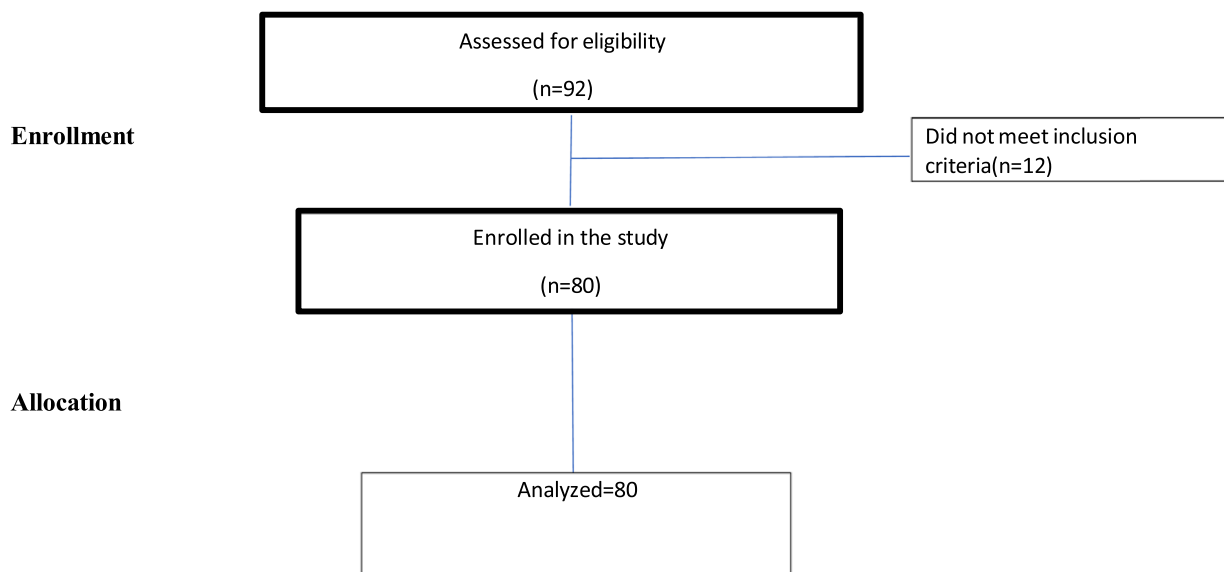 Assessed for eligibility
(n=92)
Enrollment
Did not meet inclusion
criteria(n=12)
Enrolled in the study
(n=80)
Allocation
Analyzed=80